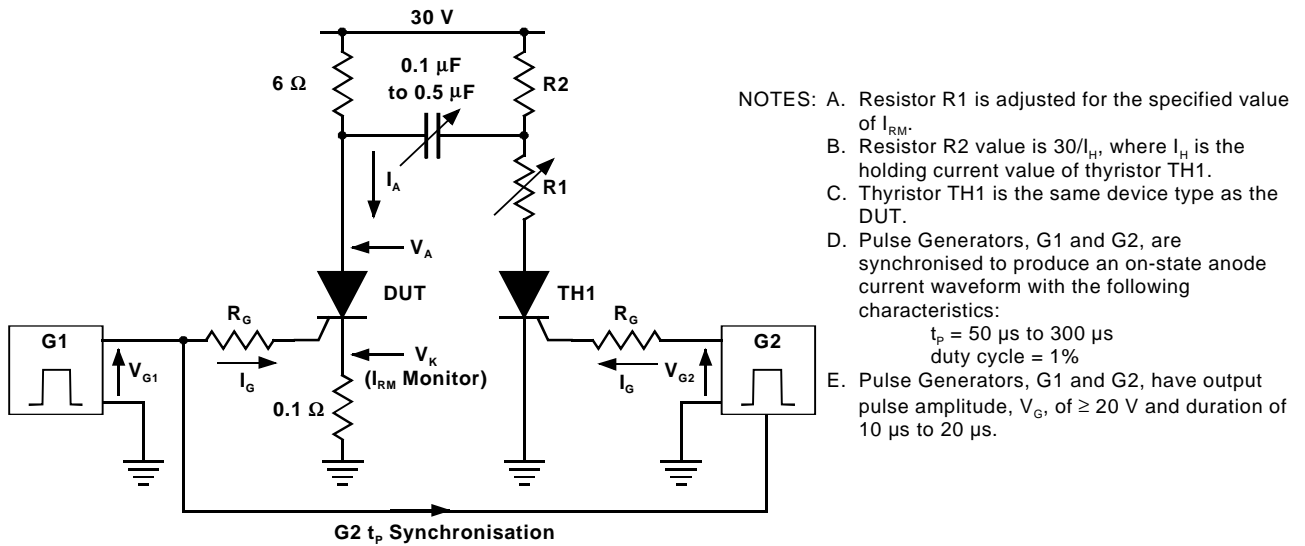 30 V
6 Ω
0.1 µF
to 0.5 µF
R2
I_A
R1
V_A
DUT
TH1
G1
V_G1
R_G
I_G
V_K
(I_RM Monitor)
0.1 Ω
R_G
I_G
V_G2
G2
G2 t_P Synchronisation
NOTES: A. Resistor R1 is adjusted for the specified value
of I_RM.
B. Resistor R2 value is 30/I_H, where I_H is the
holding current value of thyristor TH1.
C. Thyristor TH1 is the same device type as the
DUT.
D. Pulse Generators, G1 and G2, are
synchronised to produce an on-state anode
current waveform with the following
characteristics:
t_P = 50 µs to 300 µs
duty cycle = 1%
E. Pulse Generators, G1 and G2, have output
pulse amplitude, V_G, of ≥ 20 V and duration of
10 µs to 20 µs.